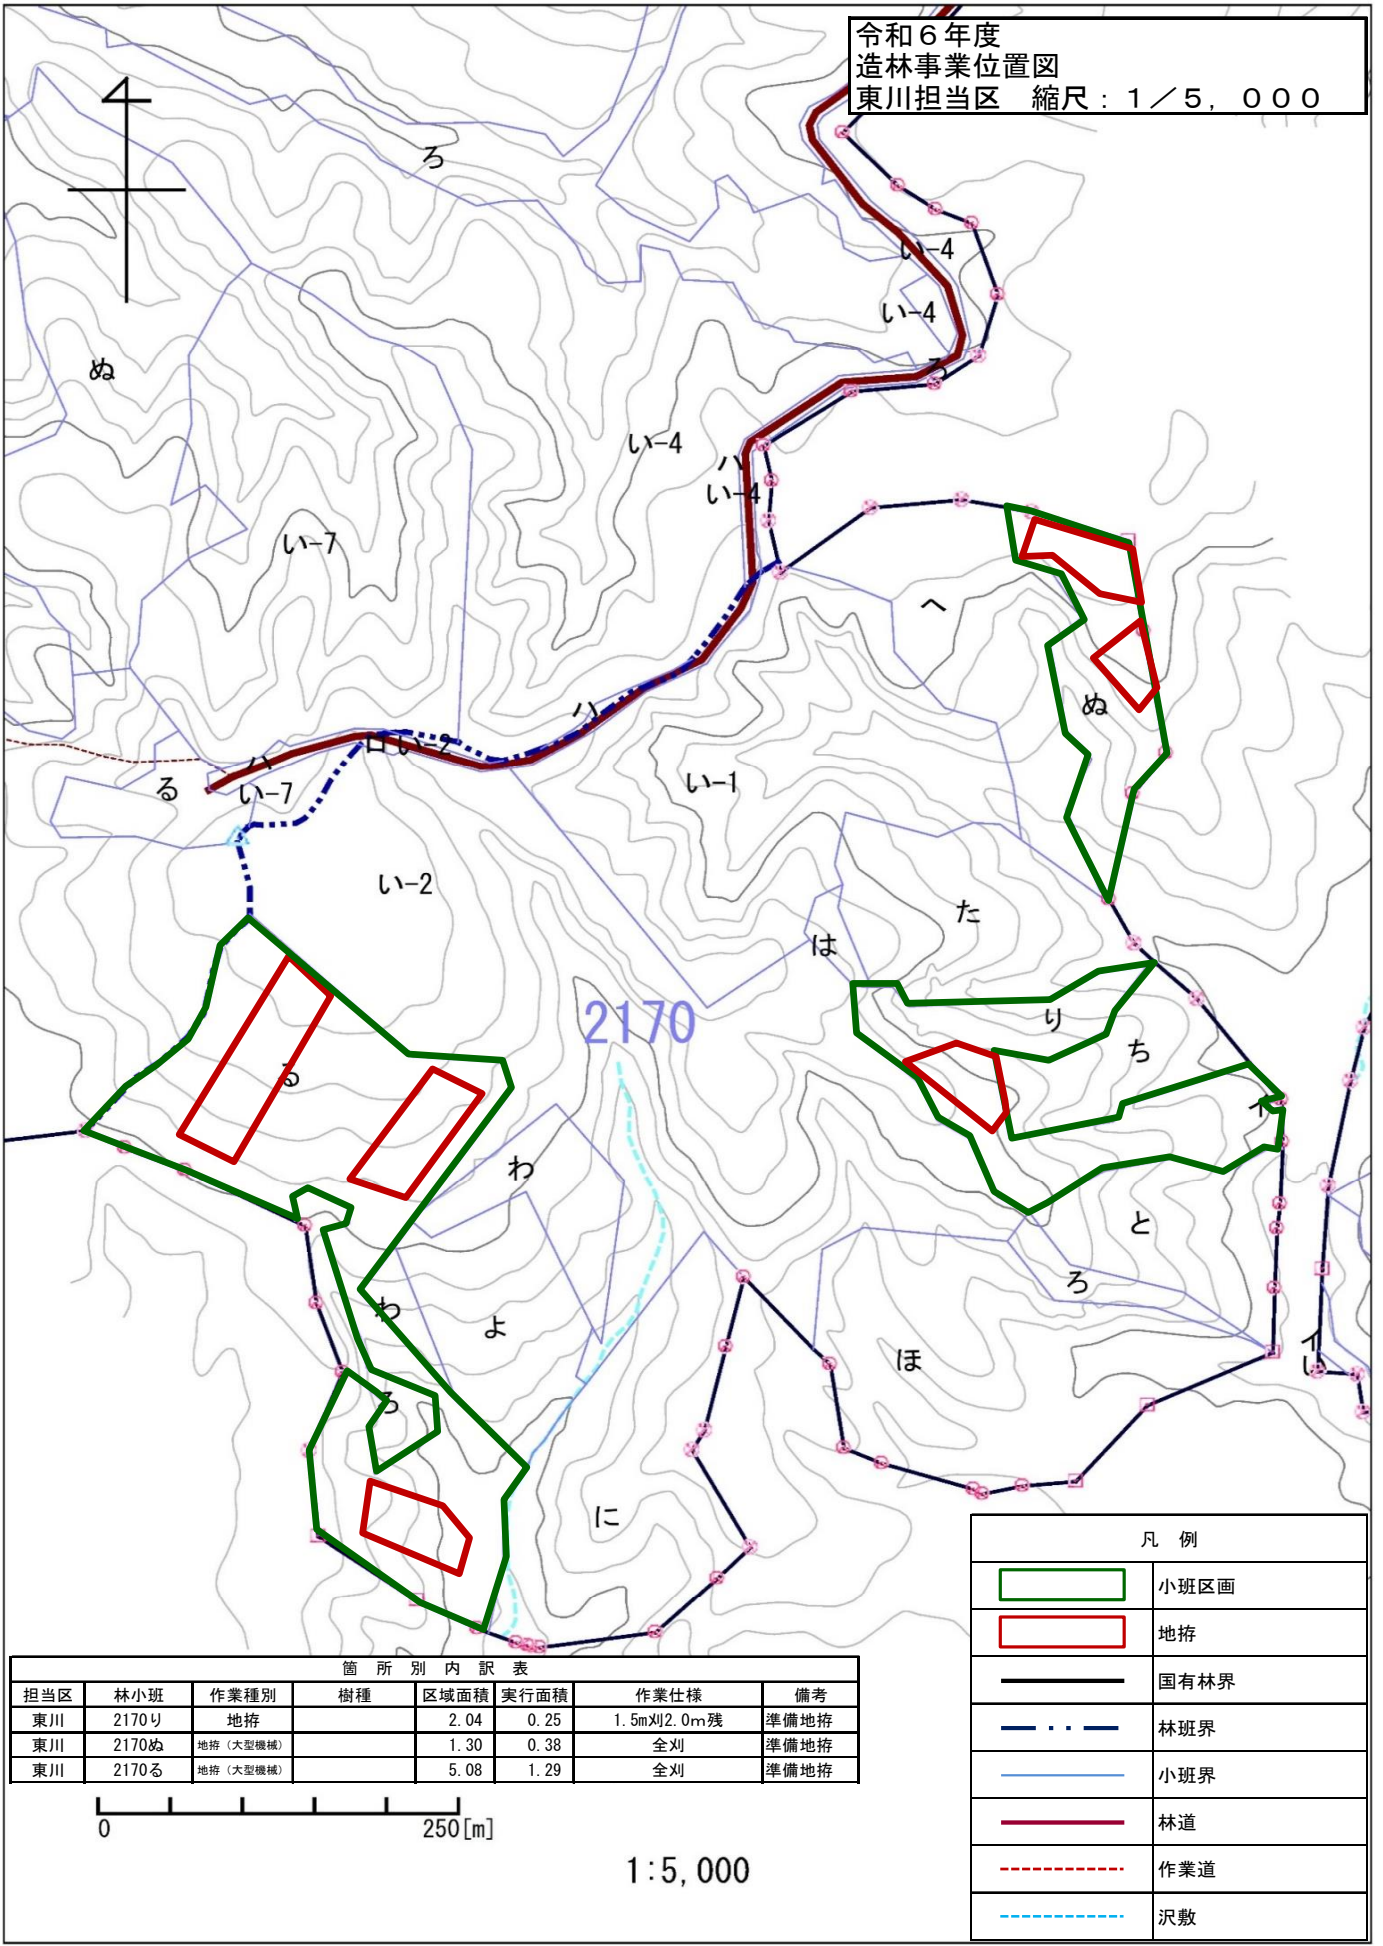 令和６年度
造林事業位置図
東川担当区　縮尺：１／５，０００
ろ
い-4
い-4
ろ
ぬ
い-4
ハ
い-4
い-7
へ
ぬ
ハ
ロ い-2
ハ
る
い-7
い-1
い-2
た
は
2170
り
ち
る
イ
わ
と
ろ
わ
よ
イ
ほ
い
ろ
に
凡　例
小班区画
地拵
国有林界
林班界
小班界
林道
作業道
沢敷
箇　所　別　内　訳　表
担当区 林小班 作業種別 樹種 区域面積 実行面積 作業仕様 備考
東川 2170り 地拵 2.04 0.25 1.5m刈2.0m残 準備地拵
東川 2170ぬ 地拵（大型機械） 1.30 0.38 全刈 準備地拵
東川 2170る 地拵（大型機械） 5.08 1.29 全刈 準備地拵
0 250[m]
1:5,000